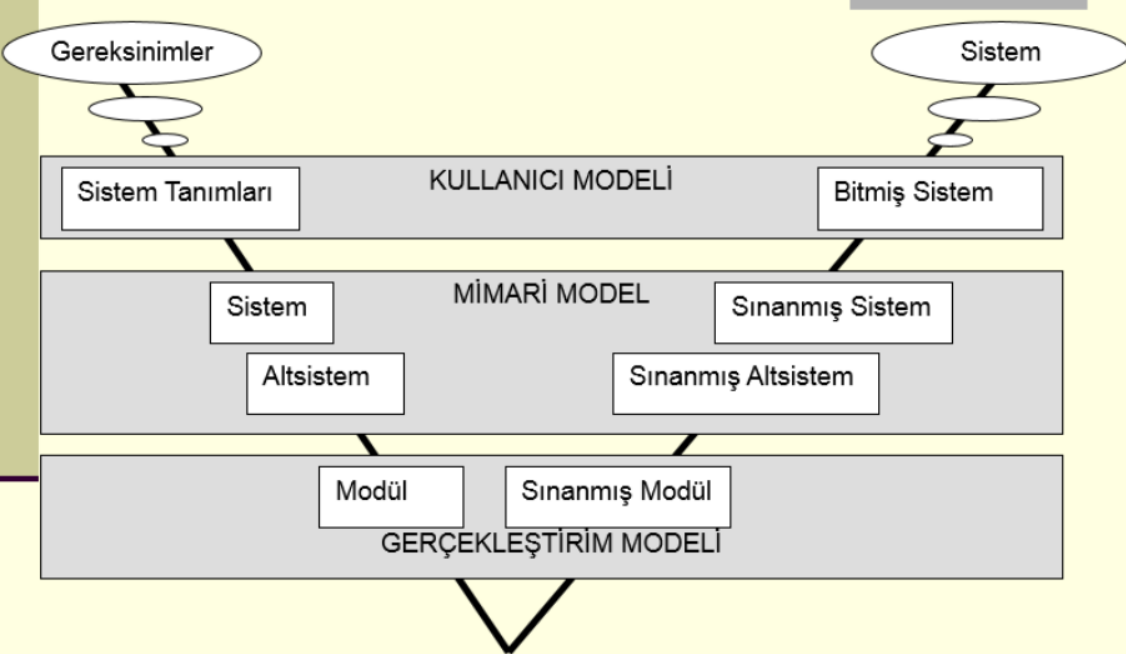 Gereksinimler
Sistem
KULLANICI MODELİ
Sistem Tanımları
Bitmiş Sistem
MİMARİ MODEL
Sistem
Sınanmış Sistem
Altsistem
Sınanmış Altsistem
Modül
Sınanmış Modül
GERÇEKLEŞTİRİM MODELİ